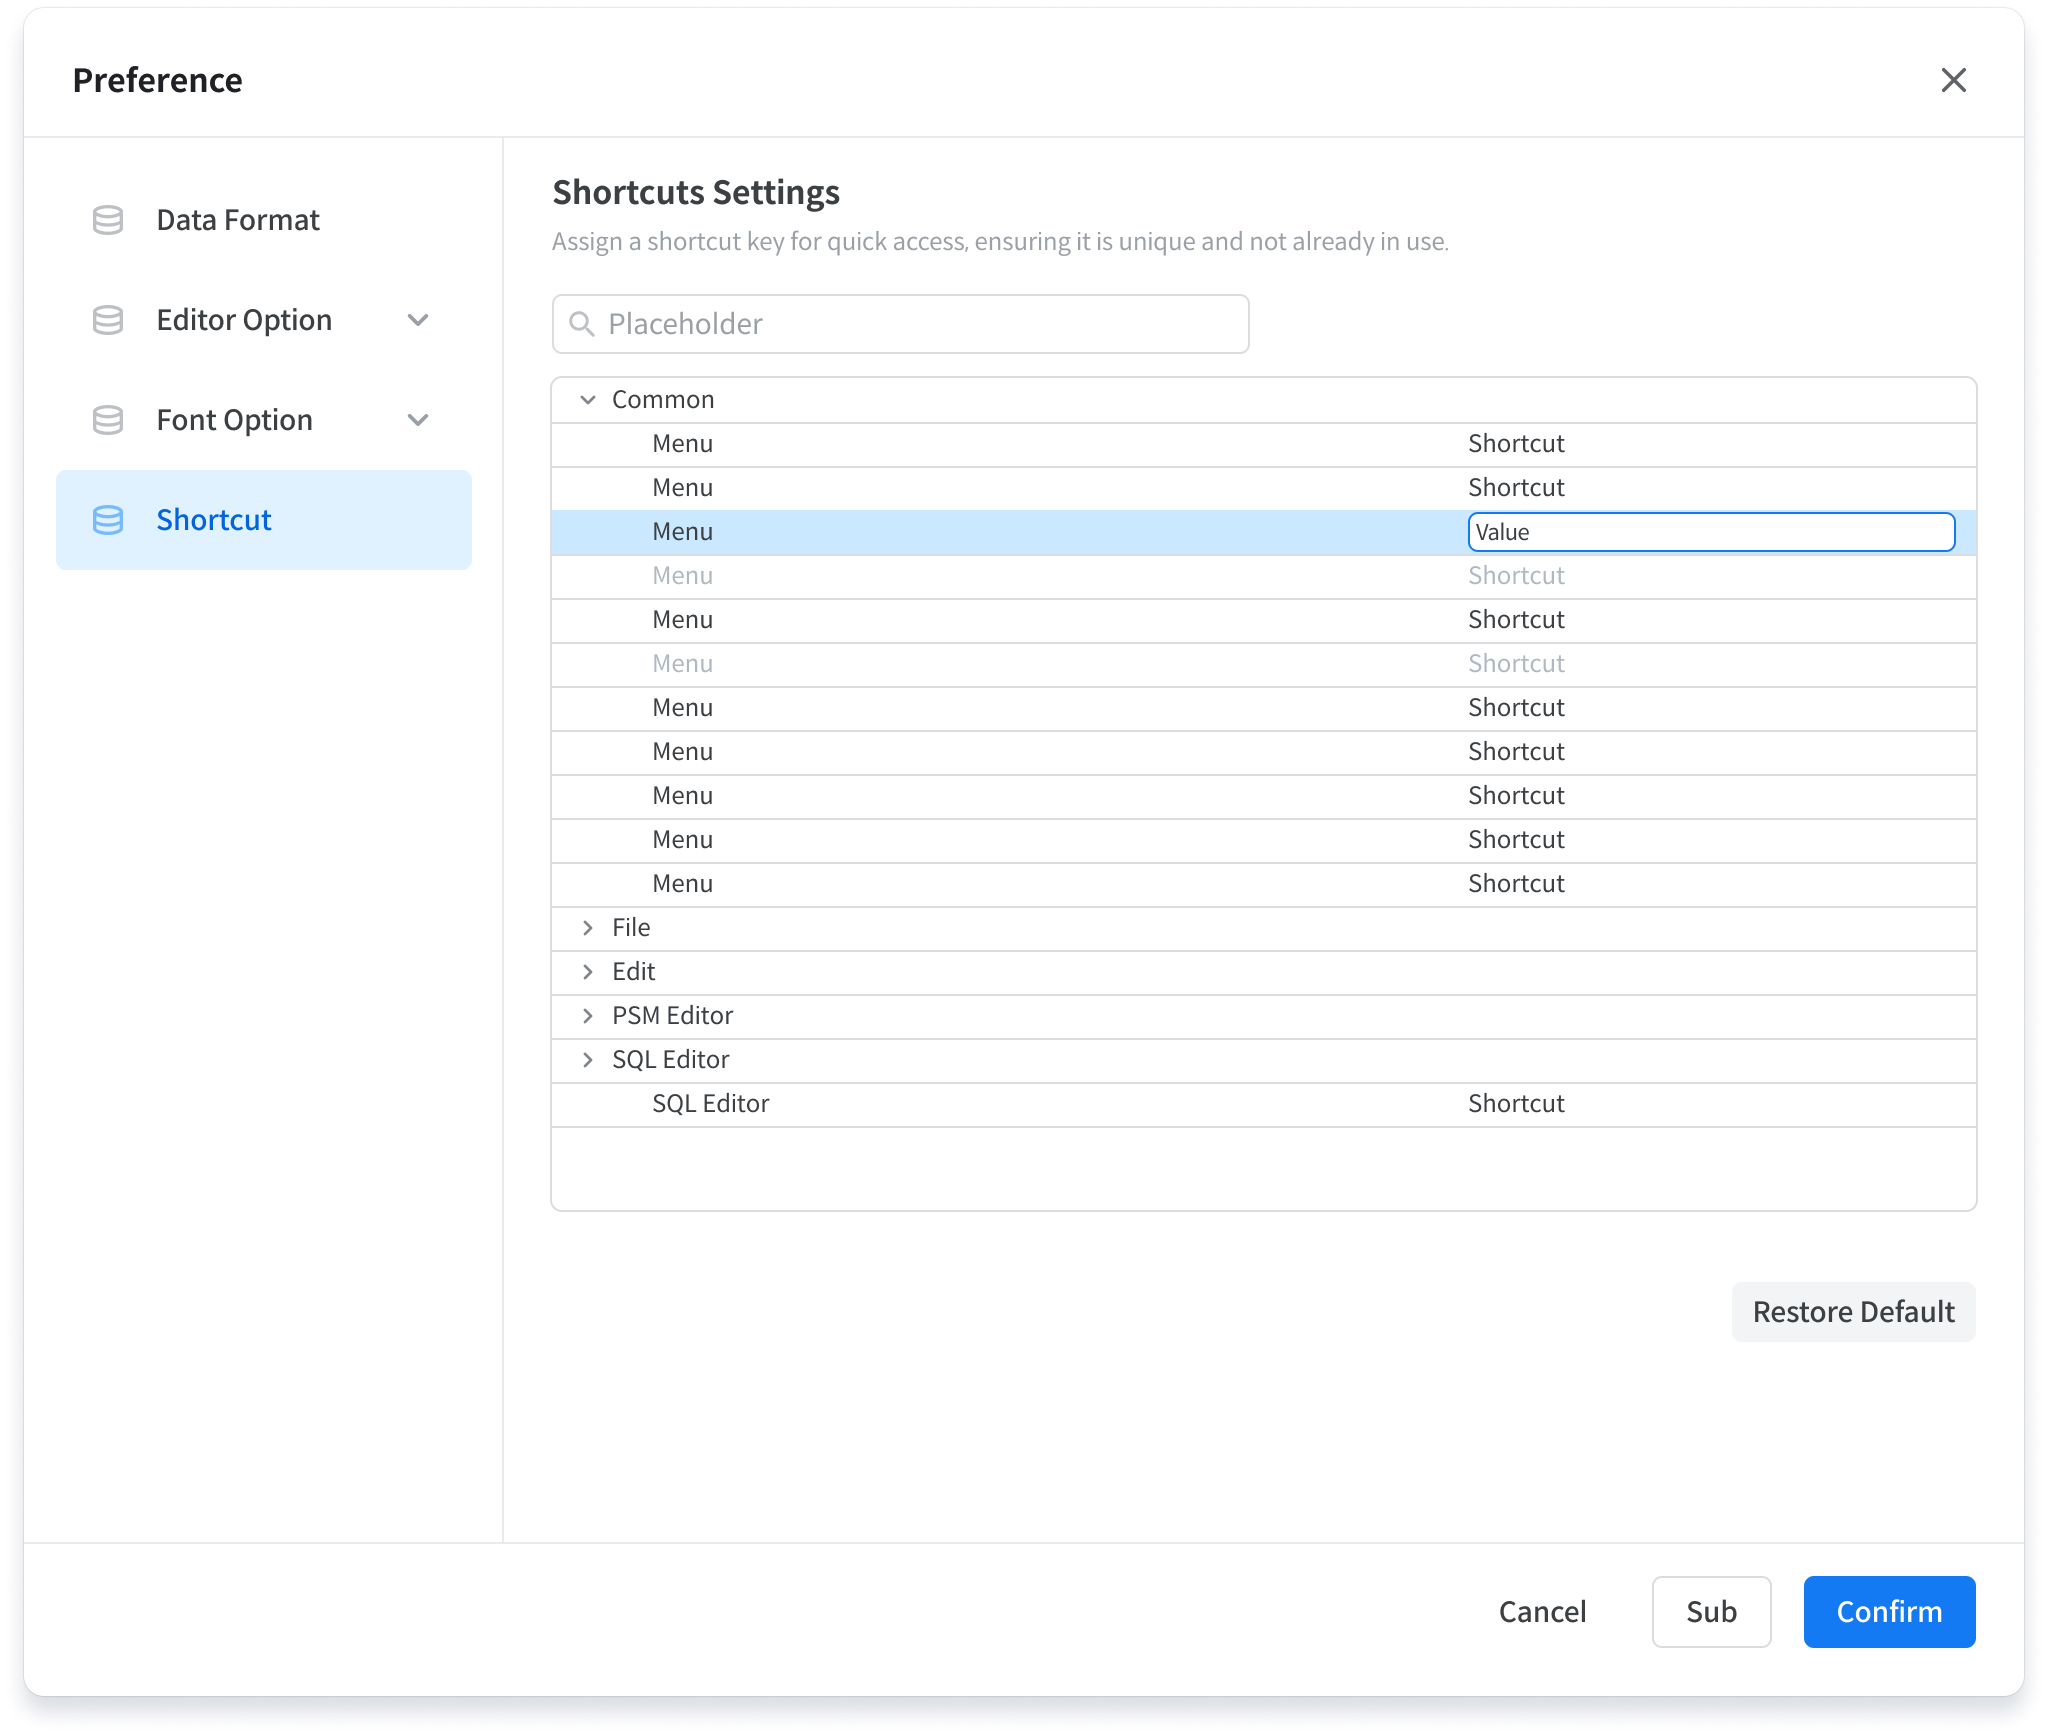 Preference
Data Format
Editor Option
Font Option
Shortcut
Shortcuts Settings
Assign a shortcut key for quick access, ensuring it is unique and not already in use.
Placeholder
Common
Menu Shortcut
Menu Shortcut
Menu Value
Menu Shortcut
Menu Shortcut
Menu Shortcut
Menu Shortcut
Menu Shortcut
Menu Shortcut
Menu Shortcut
Menu Shortcut
File
Edit
PSM Editor
SQL Editor
SQL Editor Shortcut
Restore Default
Cancel Sub Confirm